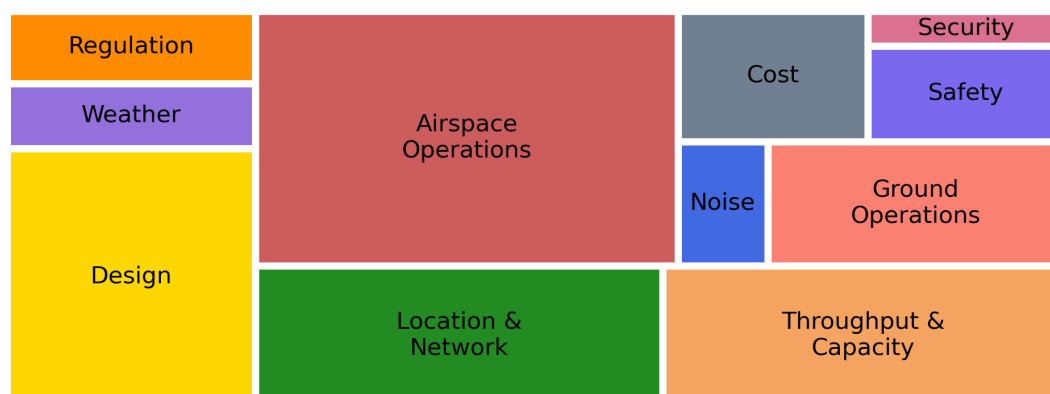 Regulation
Weather
Design
Airspace
Operations
Location &
Network
Cost
Security
Safety
Noise
Ground
Operations
Throughput &
Capacity